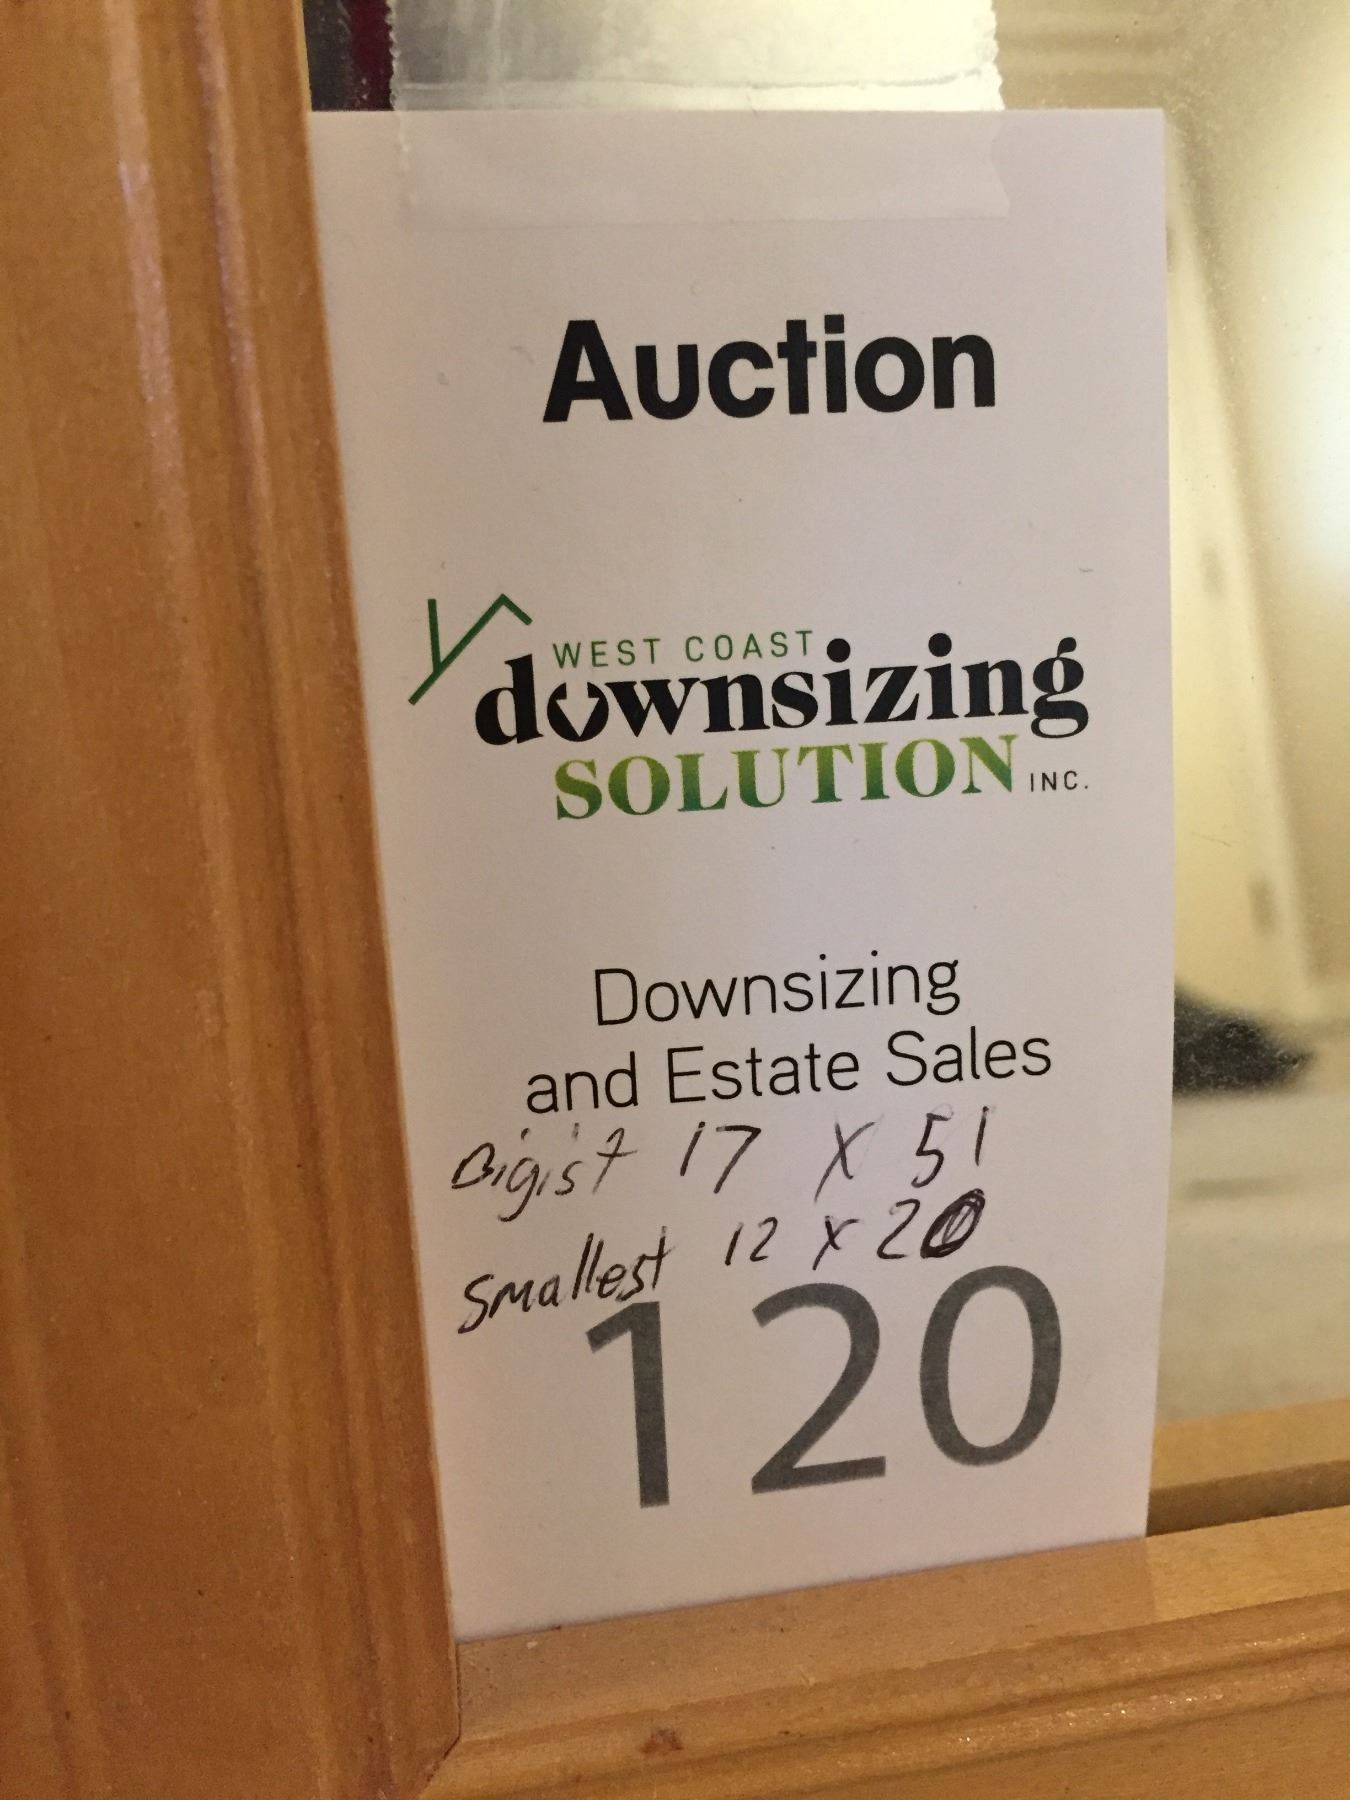 Auction
WEST COAST
downsizing
SOLUTION INC.
Downsizing
and Estate Sales
Bigist 17 X 51
Smallest 12 X 20
120